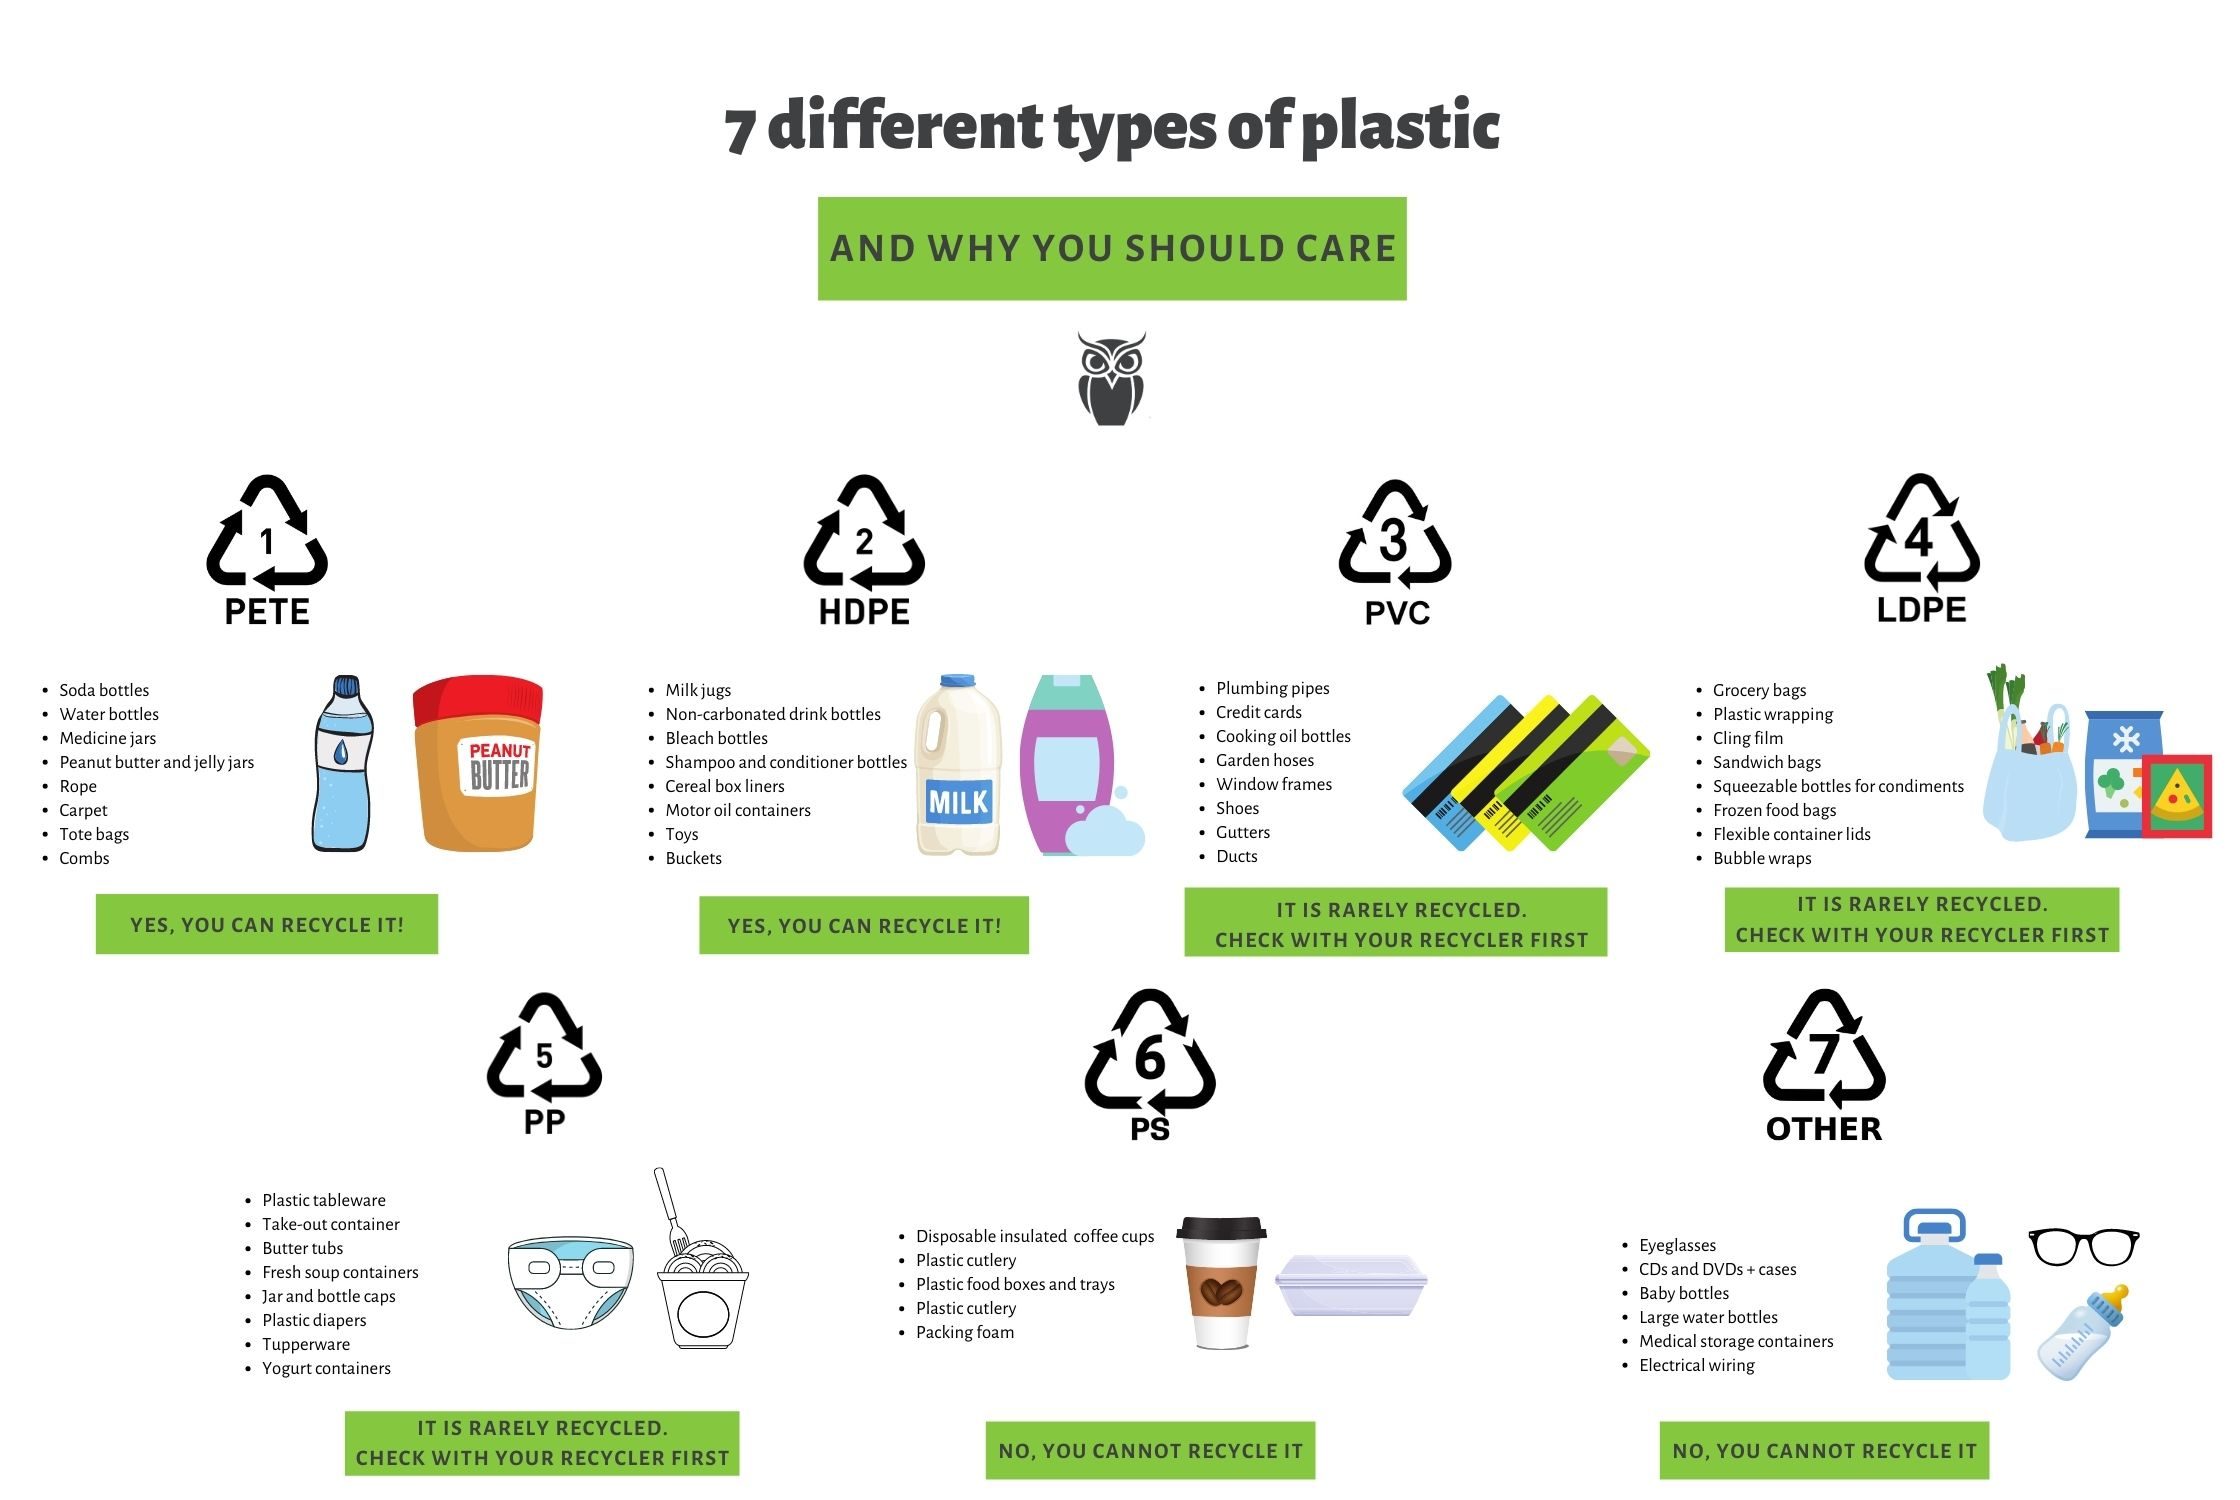 7 different types of plastic
AND WHY YOU SHOULD CARE
1
PETE
Soda bottles
Water bottles
Medicine jars
Peanut butter and jelly jars
Rope
Carpet
Tote bags
Combs
PEANUT
BUTTER
YES, YOU CAN RECYCLE IT!
2
HDPE
Milk jugs
Non-carbonated drink bottles
Bleach bottles
Shampoo and conditioner bottles
Cereal box liners
Motor oil containers
Toys
Buckets
MILK
YES, YOU CAN RECYCLE IT!
3
PVC
Plumbing pipes
Credit cards
Cooking oil bottles
Garden hoses
Window frames
Shoes
Gutters
Ducts
IT IS RARELY RECYCLED.
CHECK WITH YOUR RECYCLER FIRST
4
LDPE
Grocery bags
Plastic wrapping
Cling film
Sandwich bags
Squeezable bottles for condiments
Frozen food bags
Flexible container lids
Bubble wraps
IT IS RARELY RECYCLED.
CHECK WITH YOUR RECYCLER FIRST
5
PP
Plastic tableware
Take-out container
Butter tubs
Fresh soup containers
Jar and bottle caps
Plastic diapers
Tupperware
Yogurt containers
IT IS RARELY RECYCLED.
CHECK WITH YOUR RECYCLER FIRST
6
PS
Disposable insulated coffee cups
Plastic cutlery
Plastic food boxes and trays
Plastic cutlery
Packing foam
NO, YOU CANNOT RECYCLE IT
7
OTHER
Eyeglasses
CDs and DVDs + cases
Baby bottles
Large water bottles
Medical storage containers
Electrical wiring
NO, YOU CANNOT RECYCLE IT